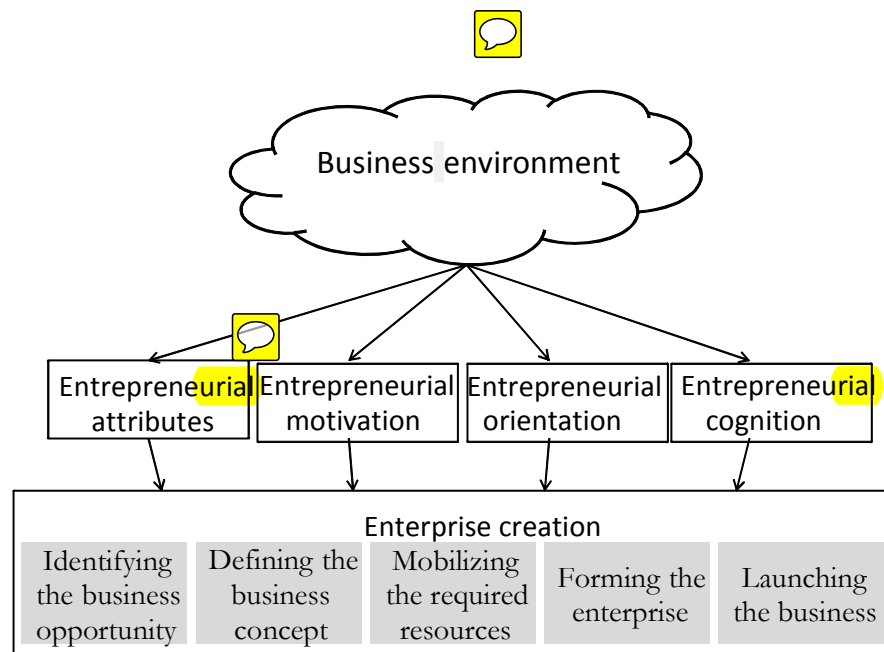 Business environment
Entrepreneurial
attributes
Entrepreneurial
motivation
Entrepreneurial
orientation
Entrepreneurial
cognition
Enterprise creation
Identifying
the business
opportunity
Defining the
business
concept
Mobilizing
the required
resources
Forming the
enterprise
Launching
the business